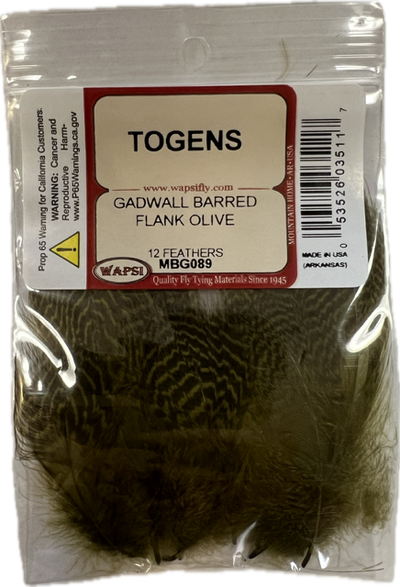 TOGENS
www.wapsifly.com
GADWALL BARRED
FLANK OLIVE
12 FEATHERS
MBG089
WAPSI
Quality Fly Tying Materials Since 1945
Prop 65 Warning for California Customers.
WARNING: Cancer and
Reproductive Harm-
www.P65Warnings.ca.gov
MOUNTAIN HOME, AR • USA
0 53526 03511 7
MADE IN USA
(ARKANSAS)